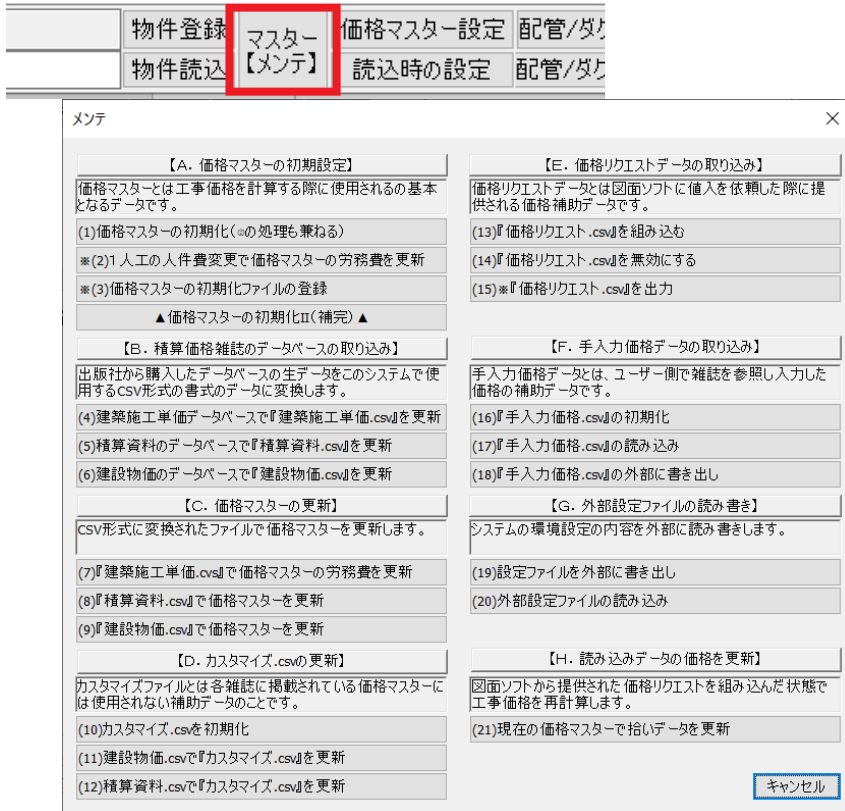 物件登録
マスター
【メンテ】
価格マスター設定
配管/ダク
物件読込
読込時の設定
配管/ダク
メンテ
【A. 価格マスターの初期設定】
価格マスターとは工事価格を計算する際に使用されるの基本
となるデータです。
(1)価格マスターの初期化(②の処理も兼ねる)
※(2)1人工の人件費変更で価格マスターの労務費を更新
※(3)価格マスターの初期化ファイルの登録
▲価格マスターの初期化II(補完)▲
【B. 積算価格雑誌のデータベースの取り込み】
出版社から購入したデータベースの生データをこのシステムで使
用するCSV形式の書式のデータに変換します。
(4)建築施工単価データベースで『建築施工単価.csv』を更新
(5)積算資料のデータベースで『積算資料.csv』を更新
(6)建設物価のデータベースで『建設物価.csv』を更新
【C. 価格マスターの更新】
CSV形式に変換されたファイルで価格マスターを更新します。
(7)『建築施工単価.cvs』で価格マスターの労務費を更新
(8)『積算資料.csv』で価格マスターを更新
(9)『建設物価.csv』で価格マスターを更新
【D. カスタマイズ.csvの更新】
カスタマイズファイルとは各雑誌に掲載されている価格マスターに
は使用されない補助データのことです。
(10)カスタマイズ.csvを初期化
(11)建設物価.csvで『カスタマイズ.csv』を更新
(12)積算資料.csvで『カスタマイズ.csv』を更新
【E. 価格リクエストデータの取り込み】
価格リクエストデータとは図面ソフトに値入を依頼した際に提
供される価格補助データです。
(13)『価格リクエスト.csv』を組み込む
(14)『価格リクエスト.csv』を無効にする
(15)※『価格リクエスト.csv』を出力
【F. 手入力価格データの取り込み】
手入力価格データとは、ユーザー側で雑誌を参照し入力した
価格の補助データです。
(16)『手入力価格.csv』の初期化
(17)『手入力価格.csv』の読み込み
(18)『手入力価格.csv』の外部に書き出し
【G. 外部設定ファイルの読み書き】
システムの環境設定の内容を外部に読み書きします。
(19)設定ファイルを外部に書き出し
(20)外部設定ファイルの読み込み
【H. 読み込みデータの価格を更新】
図面ソフトから提供された価格リクエストを組み込んだ状態で
工事価格を再計算します。
(21)現在の価格マスターで拾いデータを更新
キャンセル